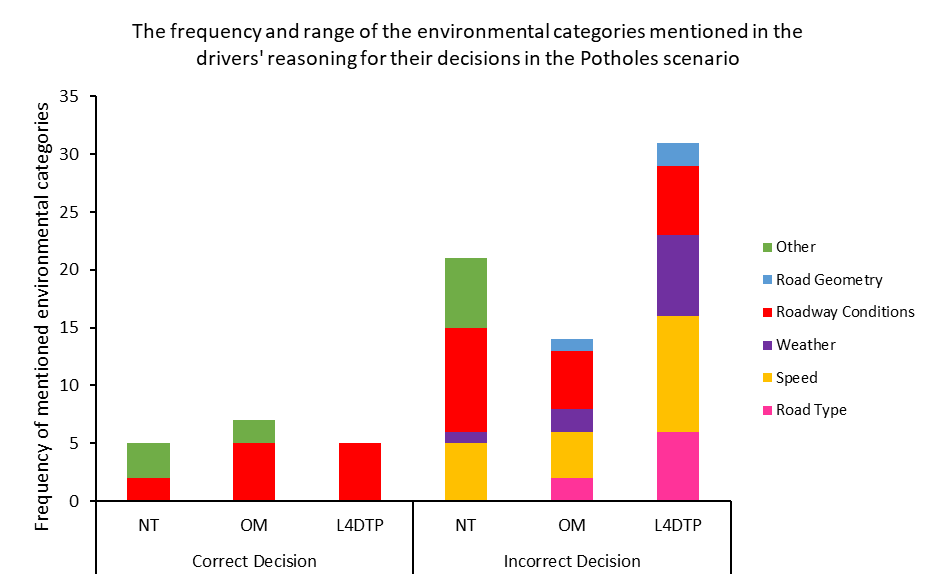 The frequency and range of the environmental categories mentioned in the
drivers' reasoning for their decisions in the Potholes scenario
Frequency of mentioned environmental categories
35
30
25
20
15
10
5
0
NT
OM
L4DTP
NT
OM
L4DTP
Correct Decision
Incorrect Decision
Other
Road Geometry
Roadway Conditions
Weather
Speed
Road Type